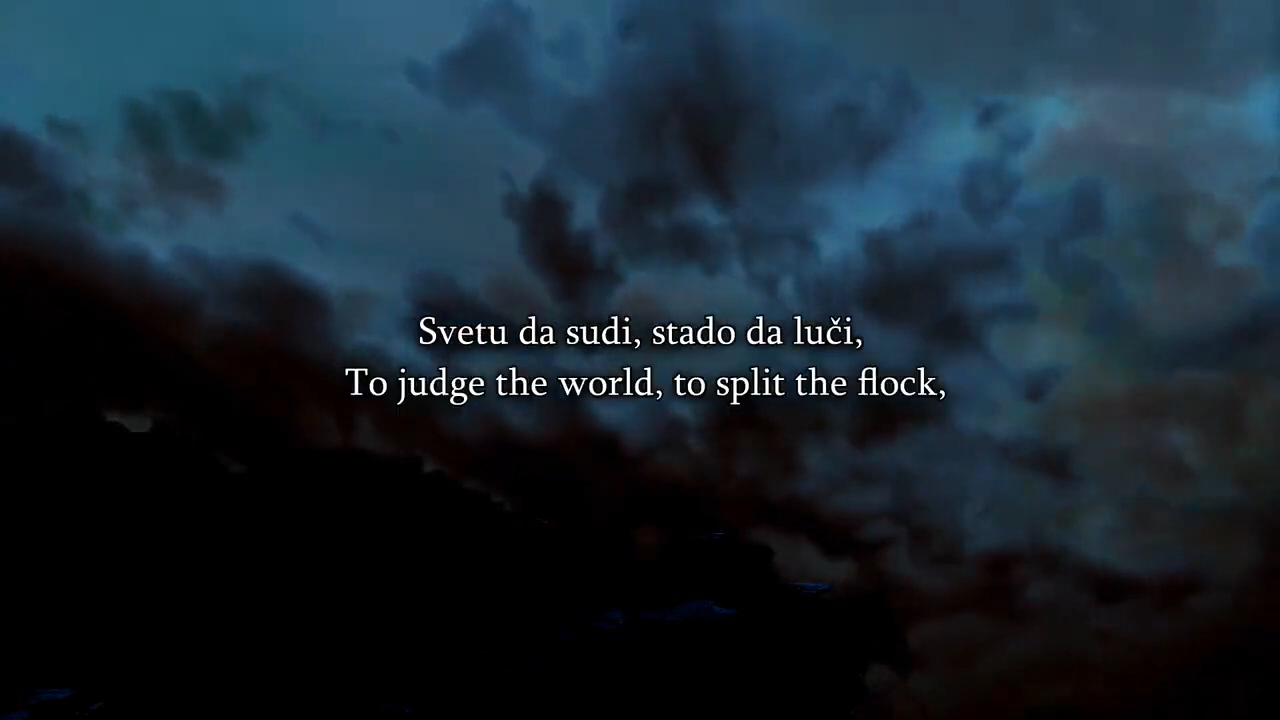 Svetu da sudi, stado da luči,
To judge the world, to split the flock,